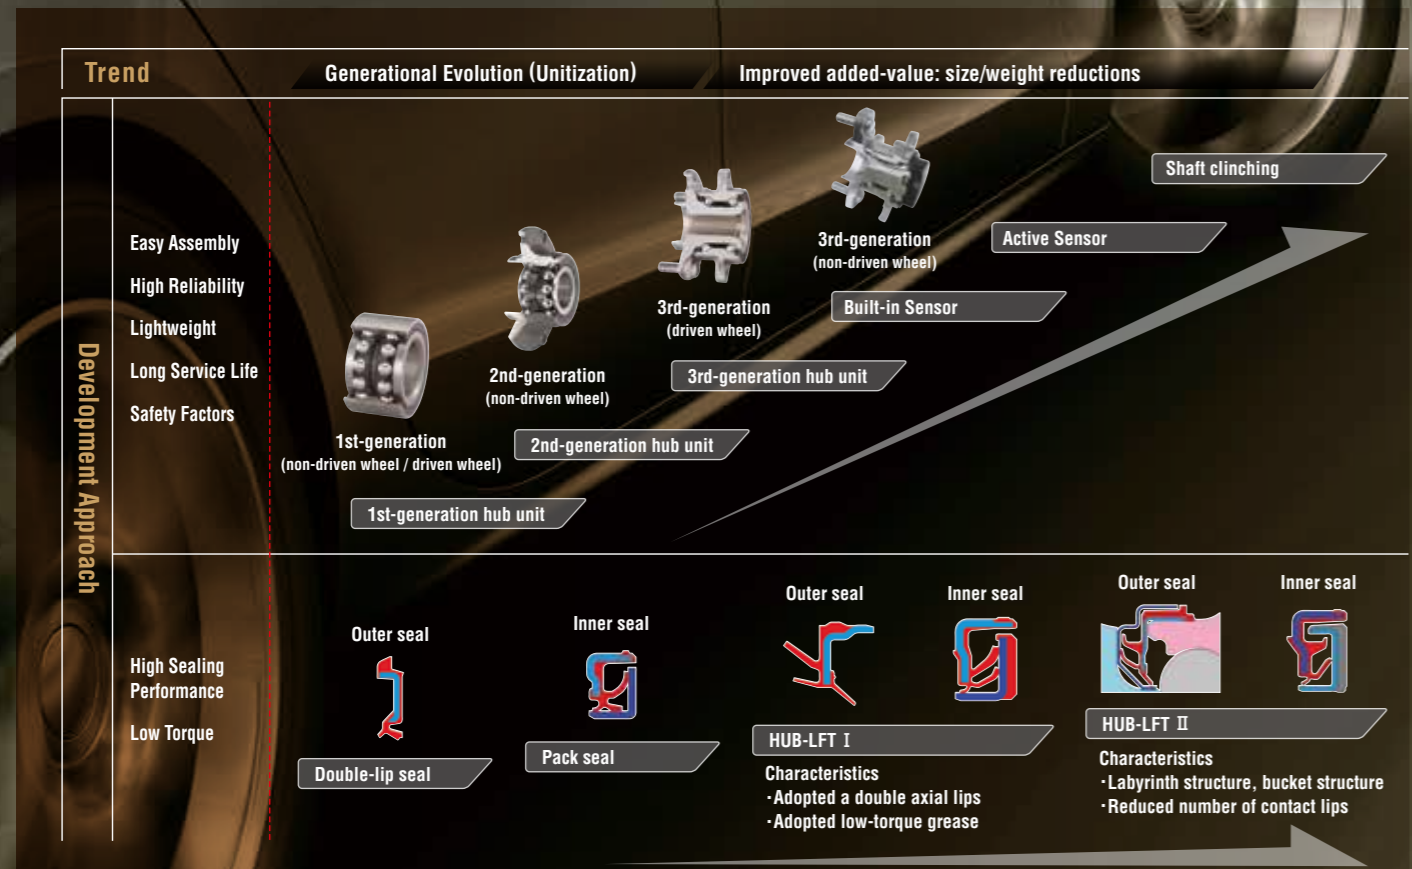 Trend
Generational Evolution (Unitization)
Improved added-value: size/weight reductions
Development Approach
Easy Assembly
High Reliability
Lightweight
Long Service Life
Safety Factors
1st-generation
(non-driven wheel / driven wheel)
1st-generation hub unit
2nd-generation
(non-driven wheel)
2nd-generation hub unit
3rd-generation
(driven wheel)
3rd-generation hub unit
3rd-generation
(non-driven wheel)
Built-in Sensor
Active Sensor
Shaft clinching
High Sealing
Performance
Low Torque
Outer seal
Double-lip seal
Inner seal
Pack seal
Outer seal
Inner seal
HUB-LFT Ⅰ
Characteristics
・Adopted a double axial lips
・Adopted low-torque grease
Outer seal
Inner seal
HUB-LFT Ⅱ
Characteristics
・Labyrinth structure, bucket structure
・Reduced number of contact lips